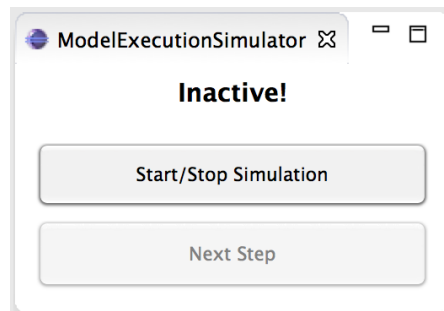 ModelExecutionSimulator
Inactive!
Start/Stop Simulation
Next Step